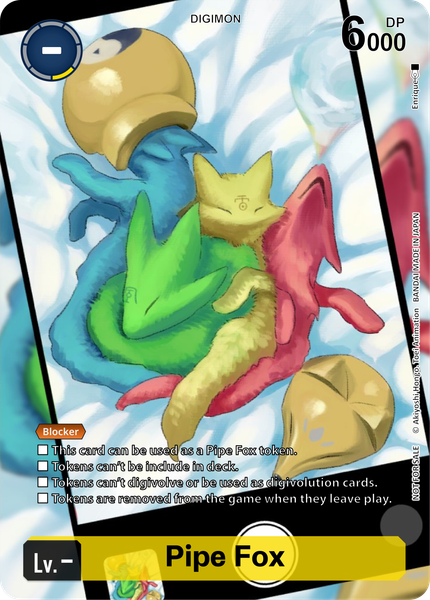 DIGIMON
DP
6000
-
Enrique
Blocker
This card can be used as a Pipe Fox token.
Tokens can't be include in deck.
Tokens can't digivolve or be used as digivolution cards.
Tokens are removed from the game when they leave play.
NOT FOR SALE © Akiyoshi Hongo, Toei Animation BANDAI MADE IN JAPAN
Lv.-
Pipe Fox